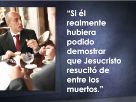 “Si él
realmente
hubiera
podido
demostrar
que Jesucristo
resucitó de
entre los
muertos.”